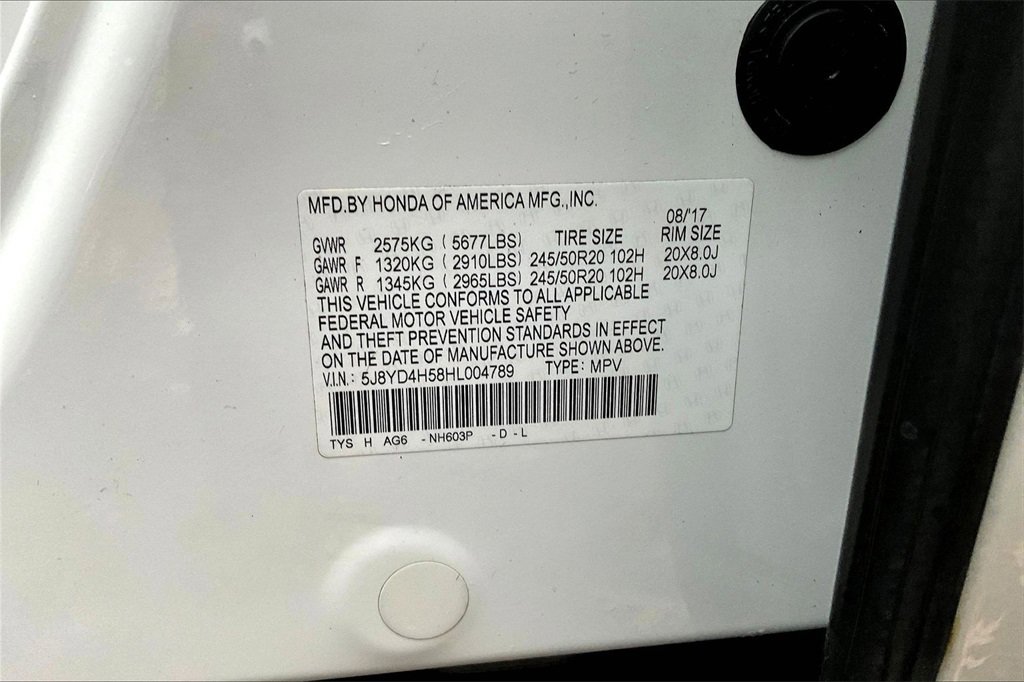 MFD.BY HONDA OF AMERICA MFG.,INC.
08/'17
GVWR 2575KG ( 5677LBS) TIRE SIZE RIM SIZE
GAWR F 1320KG ( 2910LBS) 245/50R20 102H 20X8.0J
GAWR R 1345KG ( 2965LBS) 245/50R20 102H 20X8.0J
THIS VEHICLE CONFORMS TO ALL APPLICABLE
FEDERAL MOTOR VEHICLE SAFETY
AND THEFT PREVENTION STANDARDS IN EFFECT
ON THE DATE OF MANUFACTURE SHOWN ABOVE.
V.I.N.: 5J8YD4H58HL004789 TYPE: MPV
TYS H AG6 -NH603P -D-L